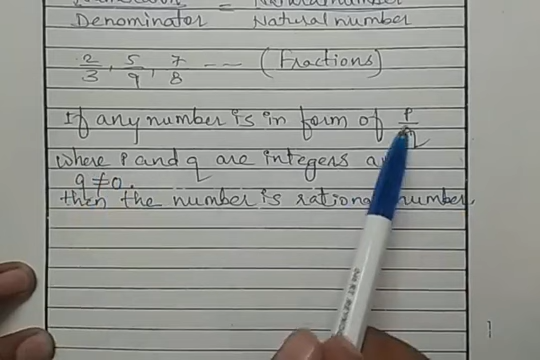 Denominator = Natural number
2/3, 5/9, 7/8 -- (Fractions)
If any number is in form of P/q
where P and q are integers
q ≠ 0.
then the number is rational number